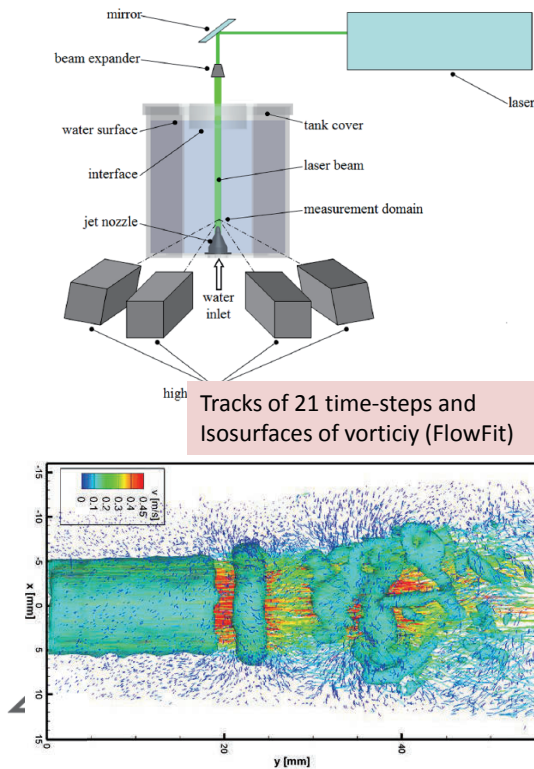 mirror
beam expander
laser
water surface
tank cover
interface
laser beam
jet nozzle
measurement domain
water
inlet
high
Tracks of 21 time-steps and
Isosurfaces of vorticiy (FlowFit)
v [m/s]
0 0.1 0.2 0.3 0.4 0.45
-15
-10
-5
0
5
10
15
x [mm]
0 20 40
y [mm]